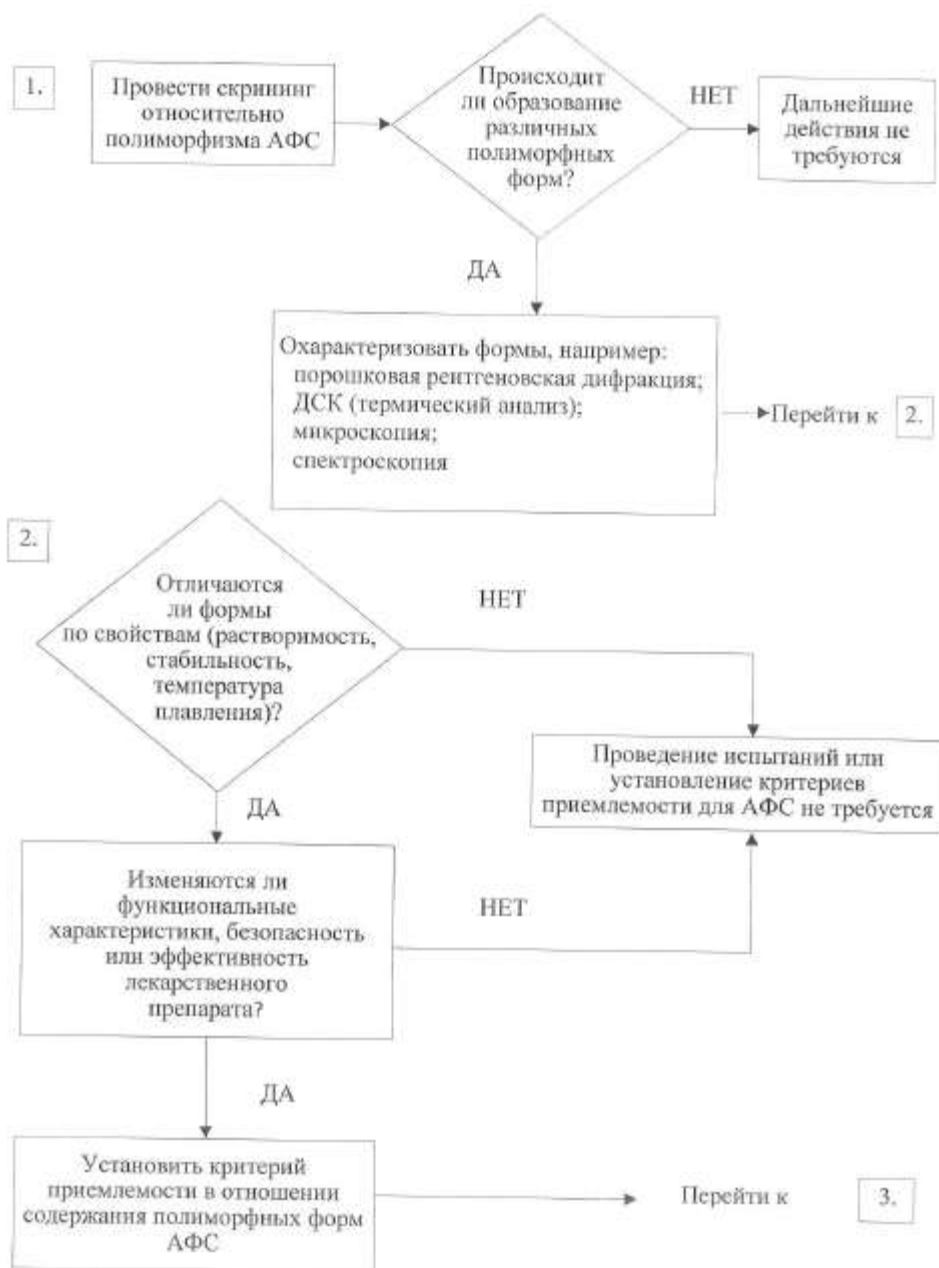 1.
Провести скрининг
относительно
полиморфизма АФС
Происходит
ли образование
различных
полиморфных
форм?
НЕТ
Дальнейшие
действия не
требуются
ДА
Охарактеризовать формы, например:
порошковая рентгеновская дифракция;
ДСК (термический анализ);
микроскопия;
спектроскопия
Перейти к
2.
2.
Отличаются
ли формы
по свойствам (растворимость,
стабильность,
температура
плавления)?
НЕТ
Проведение испытаний или
установление критериев
приемлемости для АФС не требуется
ДА
Изменяются ли
функциональные
характеристики, безопасность
или эффективность
лекарственного
препарата?
НЕТ
ДА
Установить критерий
приемлемости в отношении
содержания полиморфных форм
АФС
Перейти к
3.